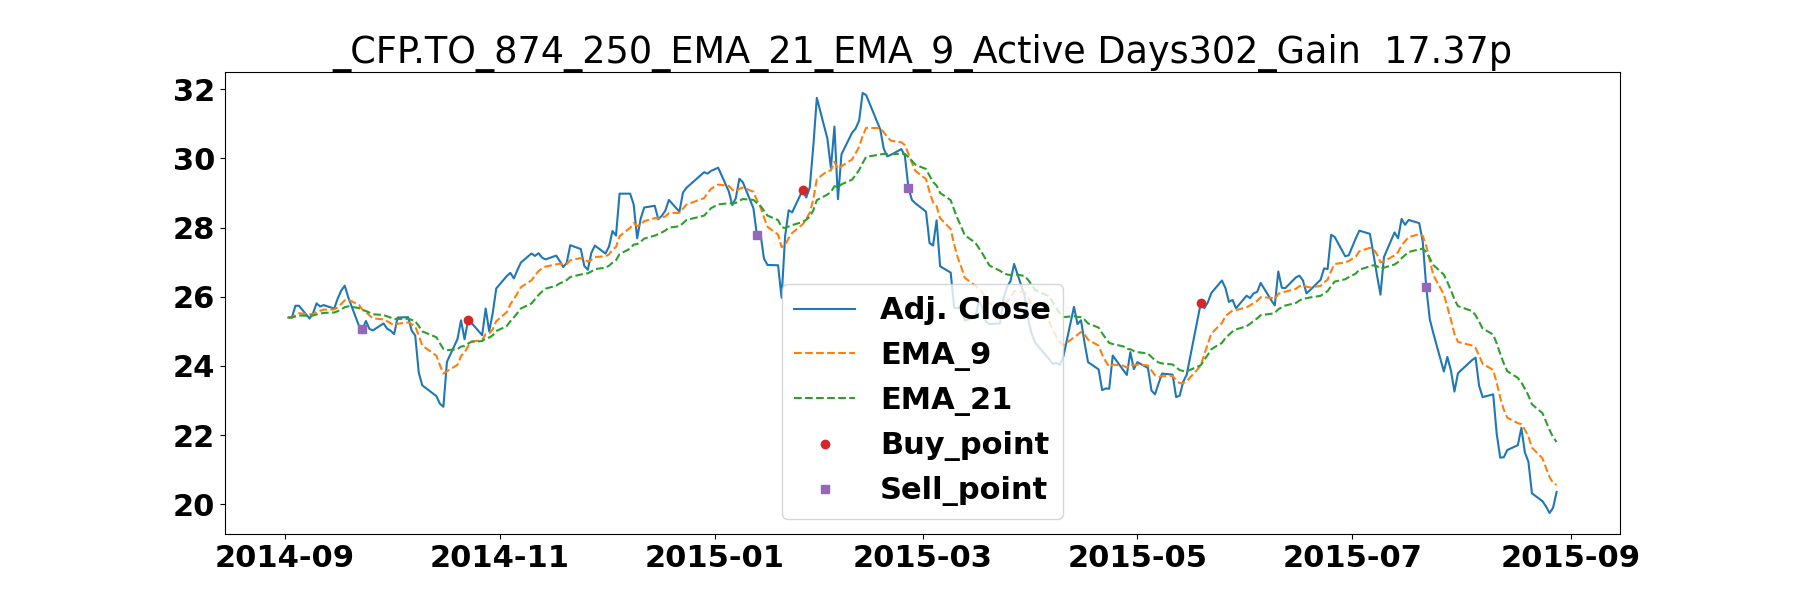 _CFP.TO_874_250_EMA_21_EMA_9_Active Days302_Gain  17.37p
32
30
28
26
24
22
20
Adj. Close
EMA_9
EMA_21
Buy_point
Sell_point
2014-09 2014-11 2015-01 2015-03 2015-05 2015-07 2015-09